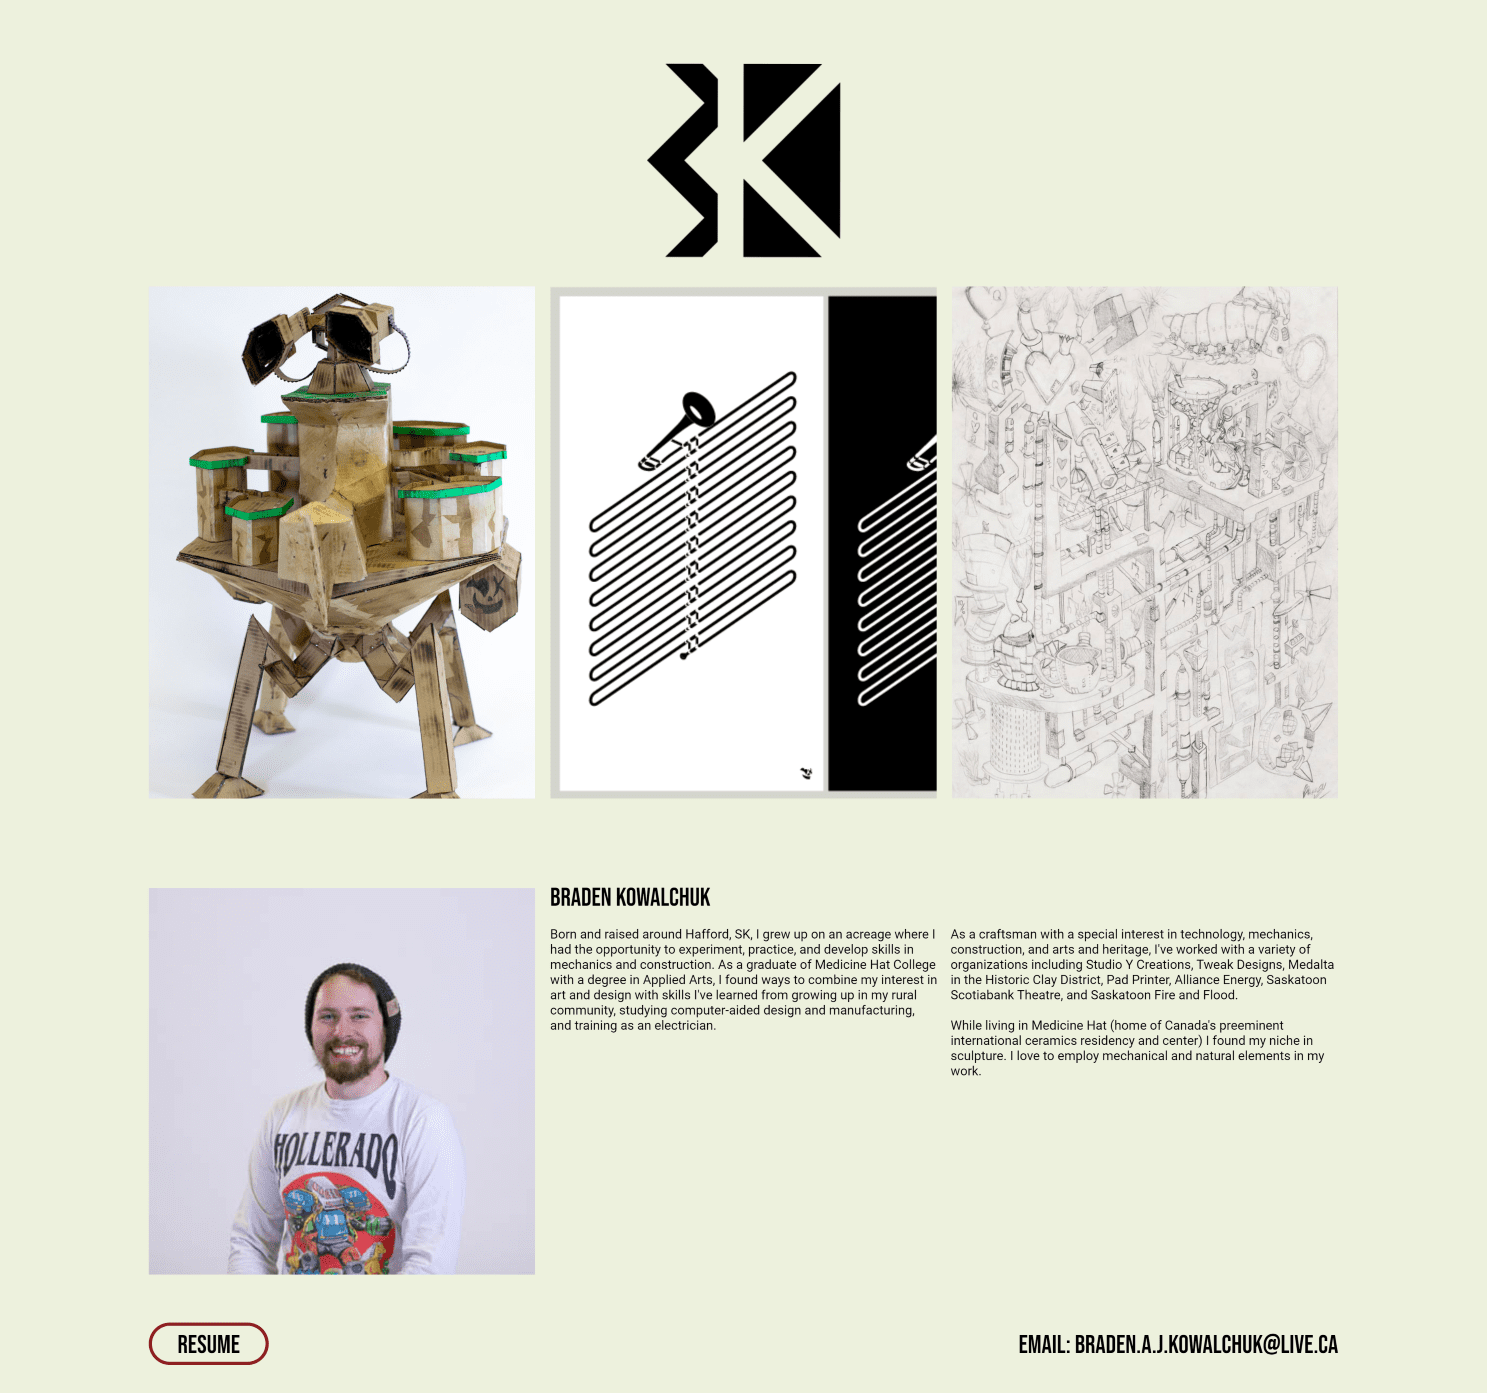 BK
BRADEN KOWALCHUK
Born and raised around Hafford, SK, I grew up on an acreage where I
had the opportunity to experiment, practice, and develop skills in
mechanics and construction. As a graduate of Medicine Hat College
with a degree in Applied Arts, I found ways to combine my interest in
art and design with skills I've learned from growing up in my rural
community, studying computer-aided design and manufacturing,
and training as an electrician.
As a craftsman with a special interest in technology, mechanics,
construction, and arts and heritage, I've worked with a variety of
organizations including Studio Y Creations, Tweak Designs, Medalta
in the Historic Clay District, Pad Printer, Alliance Energy, Saskatoon
Scotiabank Theatre, and Saskatoon Fire and Flood.
While living in Medicine Hat (home of Canada's preeminent
international ceramics residency and center) I found my niche in
sculpture. I love to employ mechanical and natural elements in my
work.
HOLLERADO
RESUME
EMAIL: BRADEN.A.J.KOWALCHUK@LIVE.CA